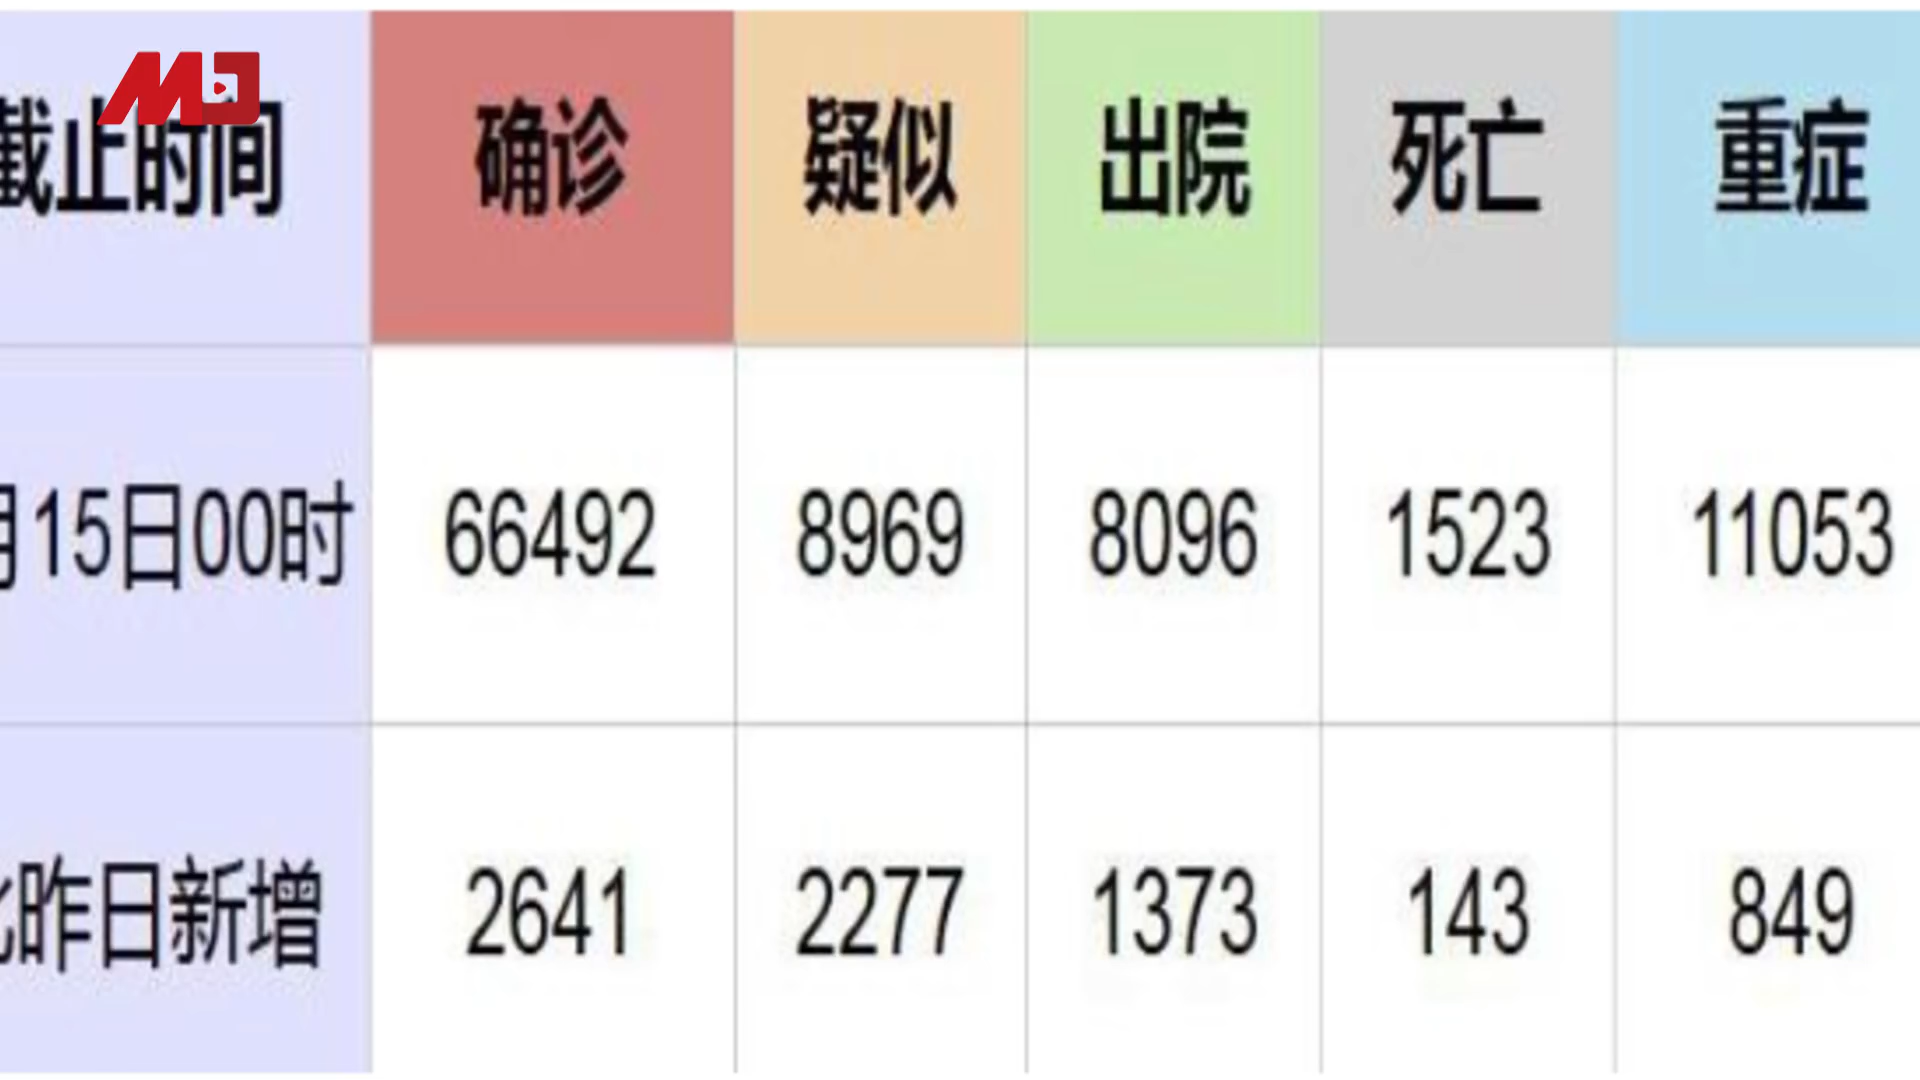 截止时间 确诊 疑似 出院 死亡 重症
月15日00时 66492 8969 8096 1523 11053
比昨日新增 2641 2277 1373 143 849